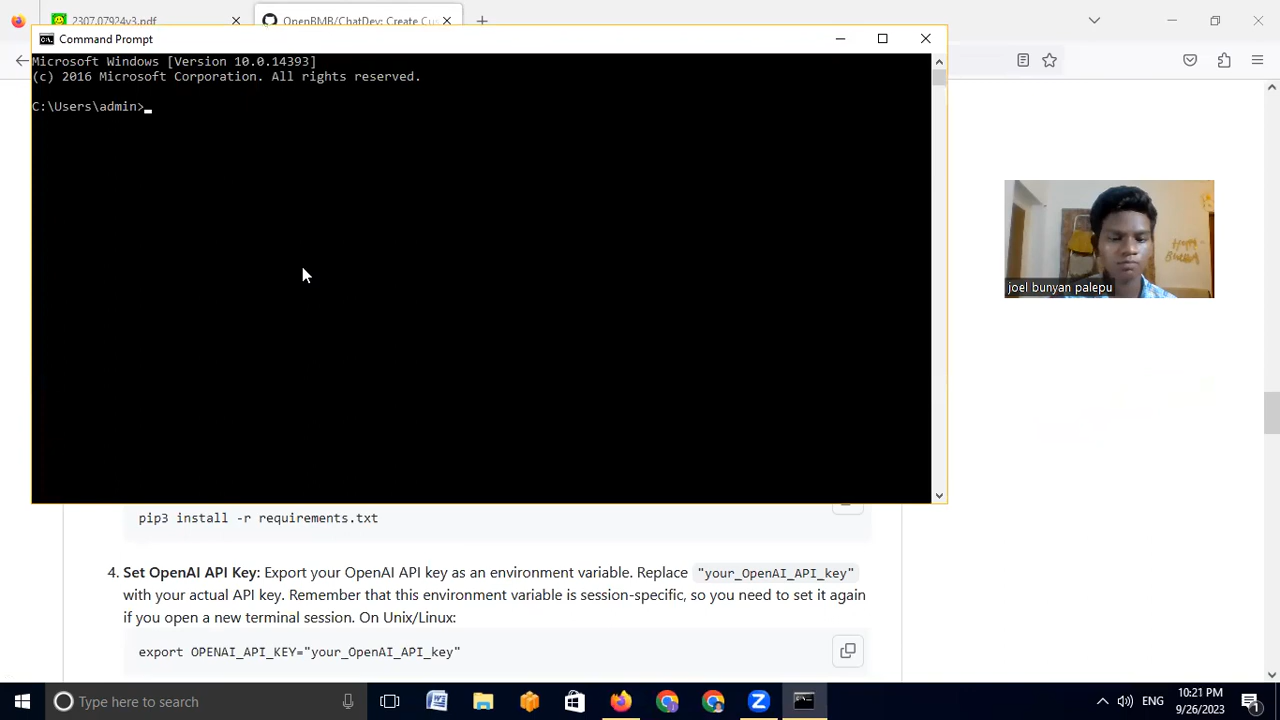 2307.07924v3.pdf
OpenBMB/ChatDev: Create Cu
Command Prompt
Microsoft Windows [Version 10.0.14393]
(c) 2016 Microsoft Corporation. All rights reserved.
C:\Users\admin>
joel bunyan palepu
pip3 install -r requirements.txt
4. Set OpenAI API Key: Export your OpenAI API key as an environment variable. Replace "your_OpenAI_API_key"
with your actual API key. Remember that this environment variable is session-specific, so you need to set it again
if you open a new terminal session. On Unix/Linux:
export OPENAI_API_KEY="your_OpenAI_API_key"
Type here to search
ENG
10:21 PM
9/26/2023
1